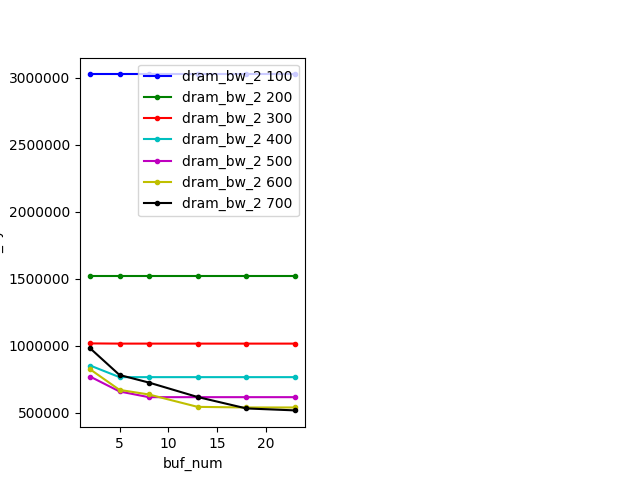 3000000
2500000
2000000
1500000
1000000
500000
dram_bw_2 100
dram_bw_2 200
dram_bw_2 300
dram_bw_2 400
dram_bw_2 500
dram_bw_2 600
dram_bw_2 700
5 10 15 20
buf_num